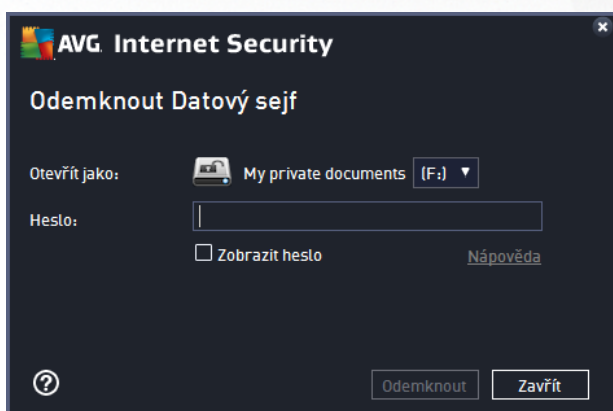 AVG Internet Security
Odemknout Datový sejf
Otevřít jako: My private documents (F:)
Heslo:
Zobrazit heslo Nápověda
Odemknout Zavřít